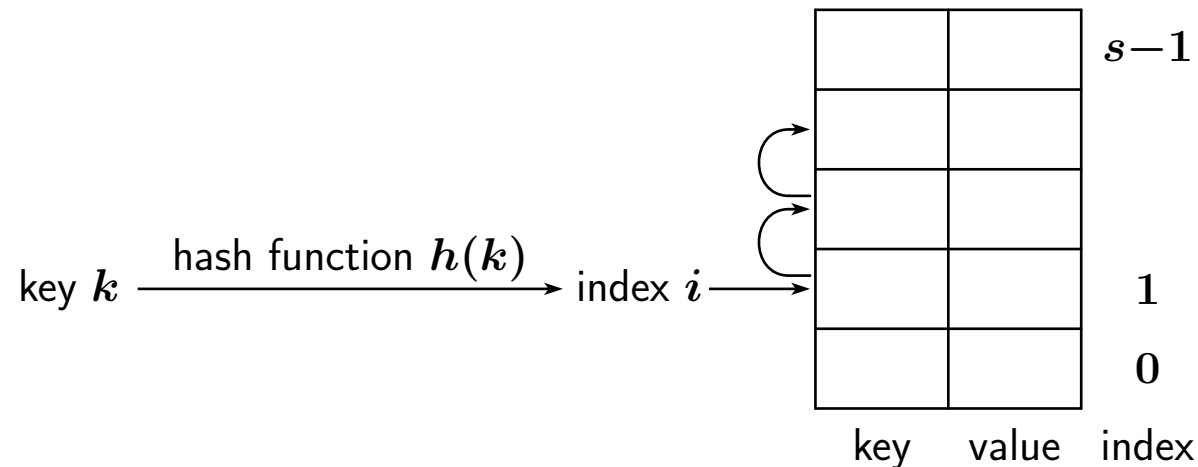 s−1
hash function h(k)
key k
index i
1
0
key value index